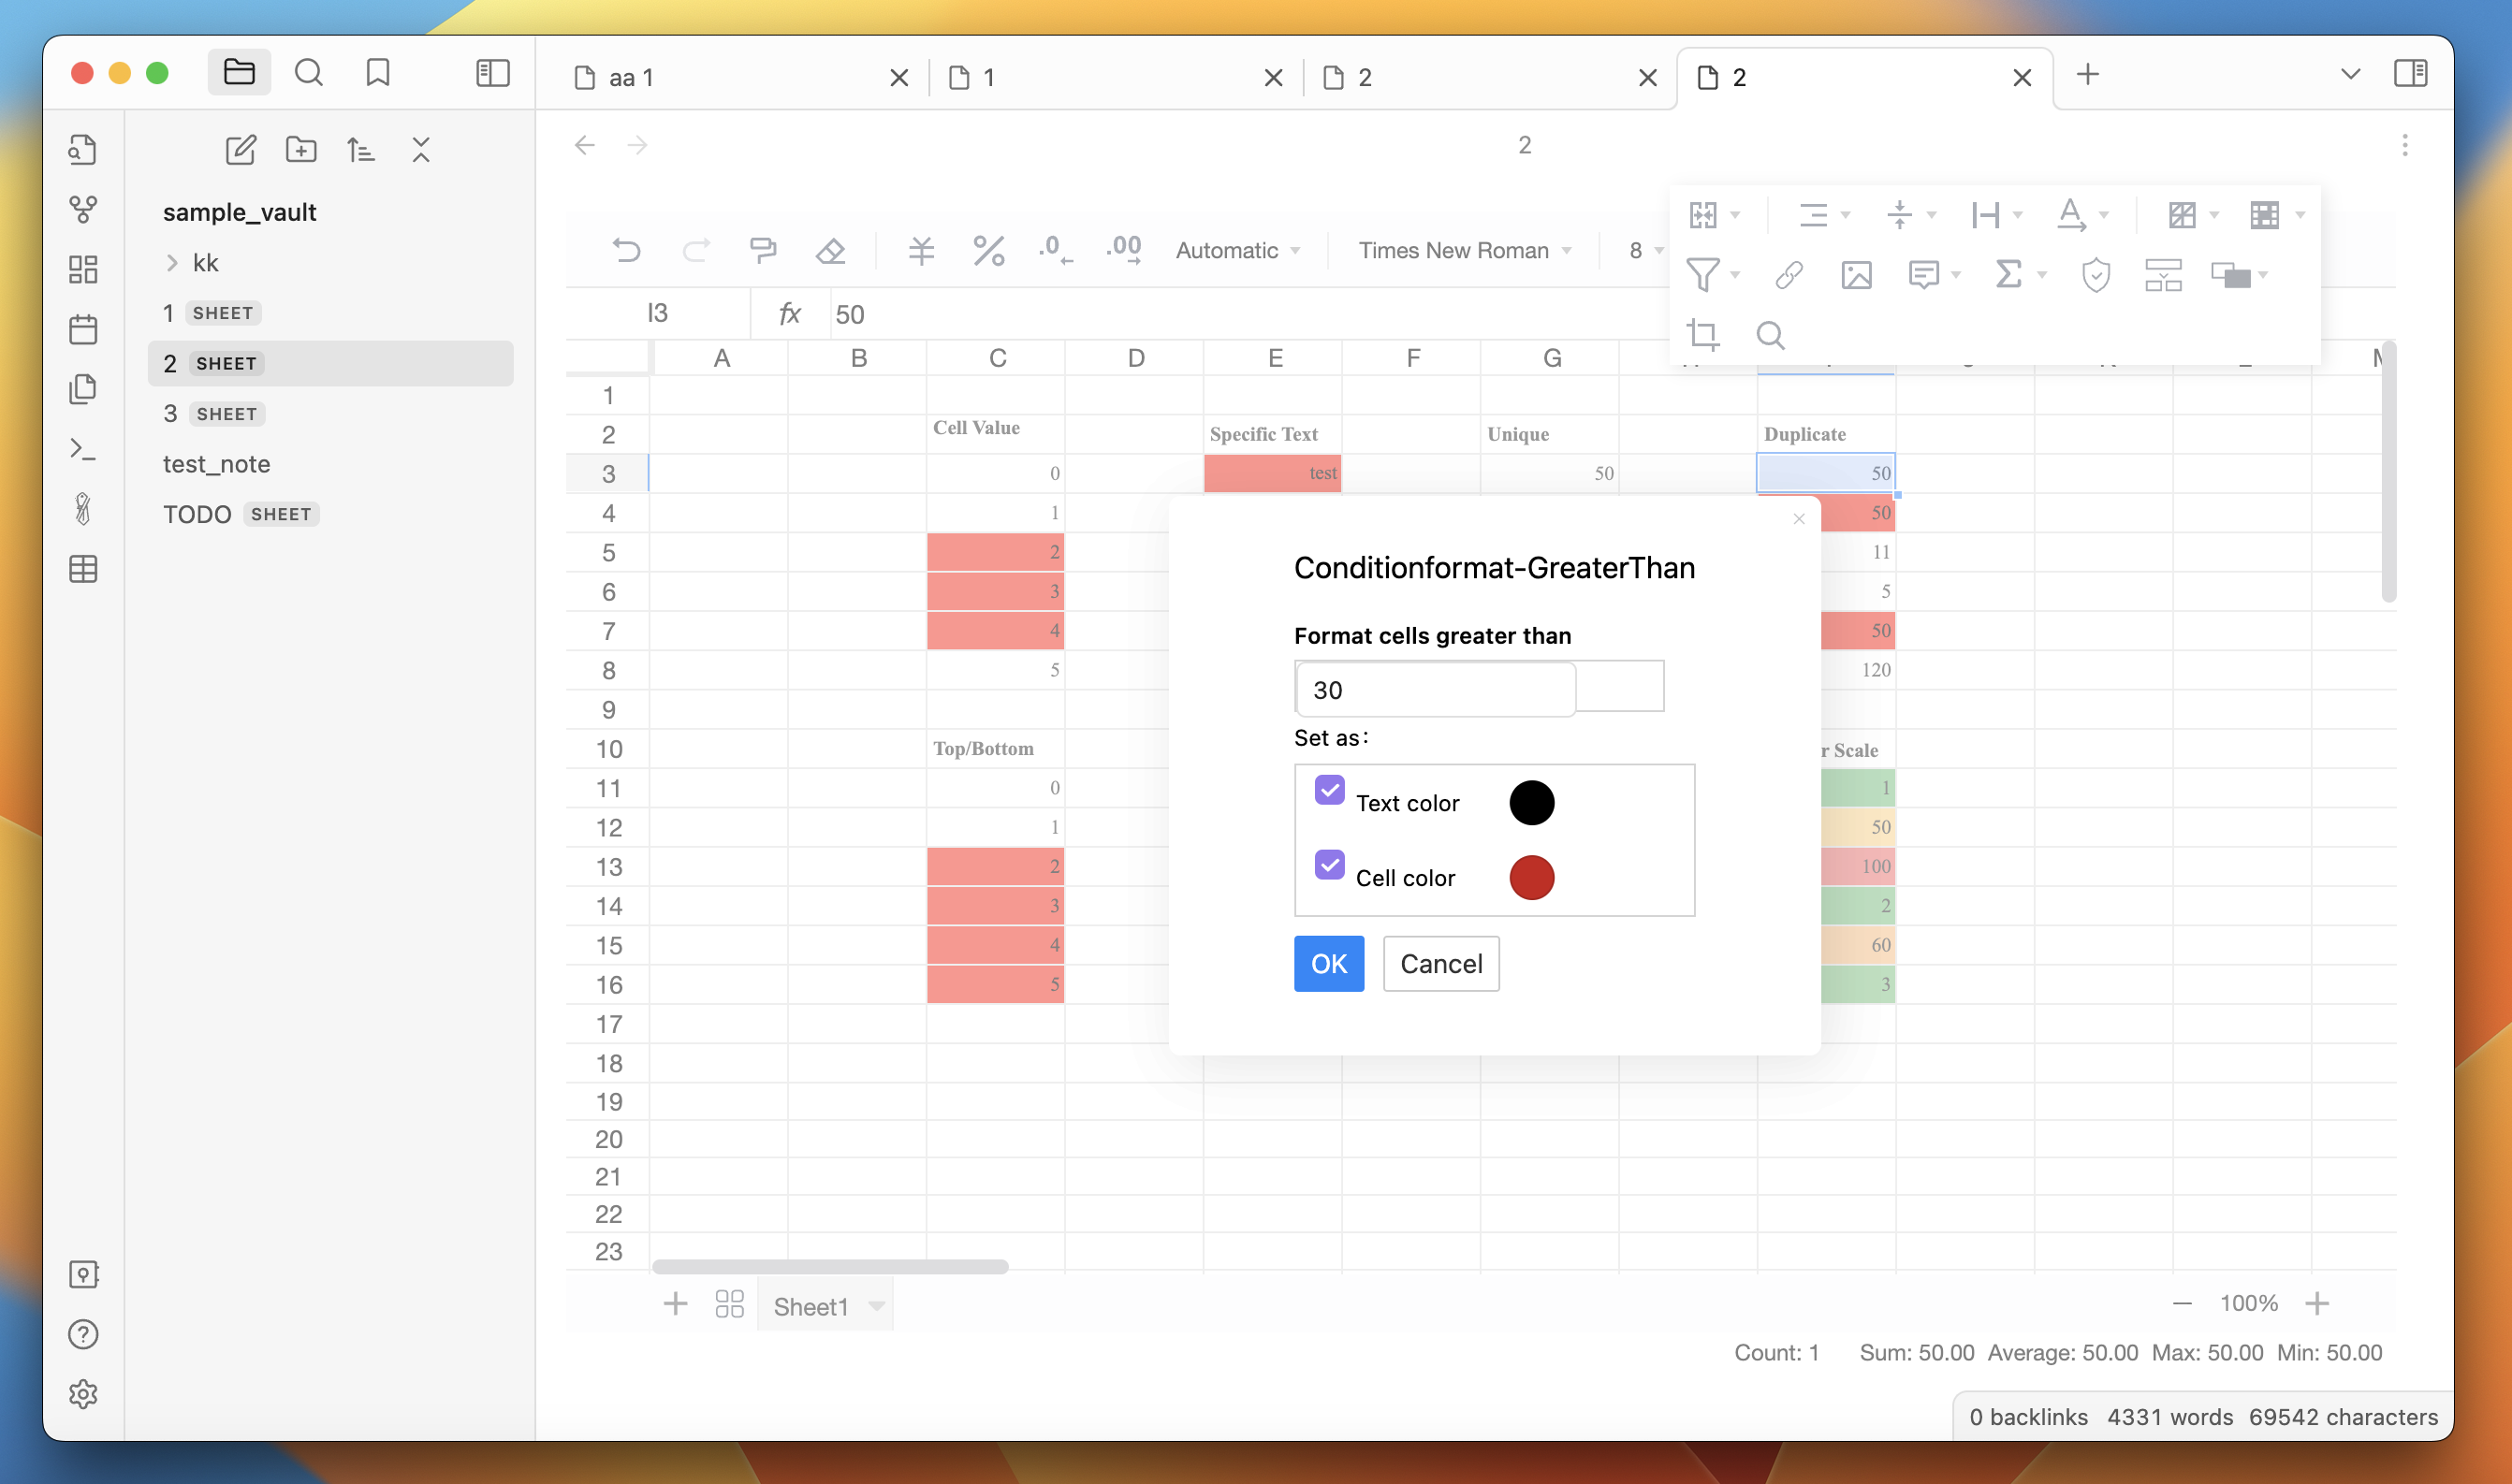 aa 1
1
2
2
2
sample_vault
kk
1 SHEET
2 SHEET
3 SHEET
test_note
TODO SHEET
.0 .00 Automatic Times New Roman 8
I3 fx 50
A B C D E F G
1
2 Cell Value Specific Text Unique Duplicate
3 0 test 50 50
4 1 50
5 2 11
6 3 5
7 4 50
8 5 120
9
10 Top/Bottom r Scale
11 0 1
12 1 50
13 2 100
14 3 2
15 4 60
16 5 3
17
18
19
20
21
22
23
Conditionformat-GreaterThan
Format cells greater than
30
Set as:
Text color
Cell color
OK Cancel
Sheet1
100%
Count: 1 Sum: 50.00 Average: 50.00 Max: 50.00 Min: 50.00
0 backlinks 4331 words 69542 characters